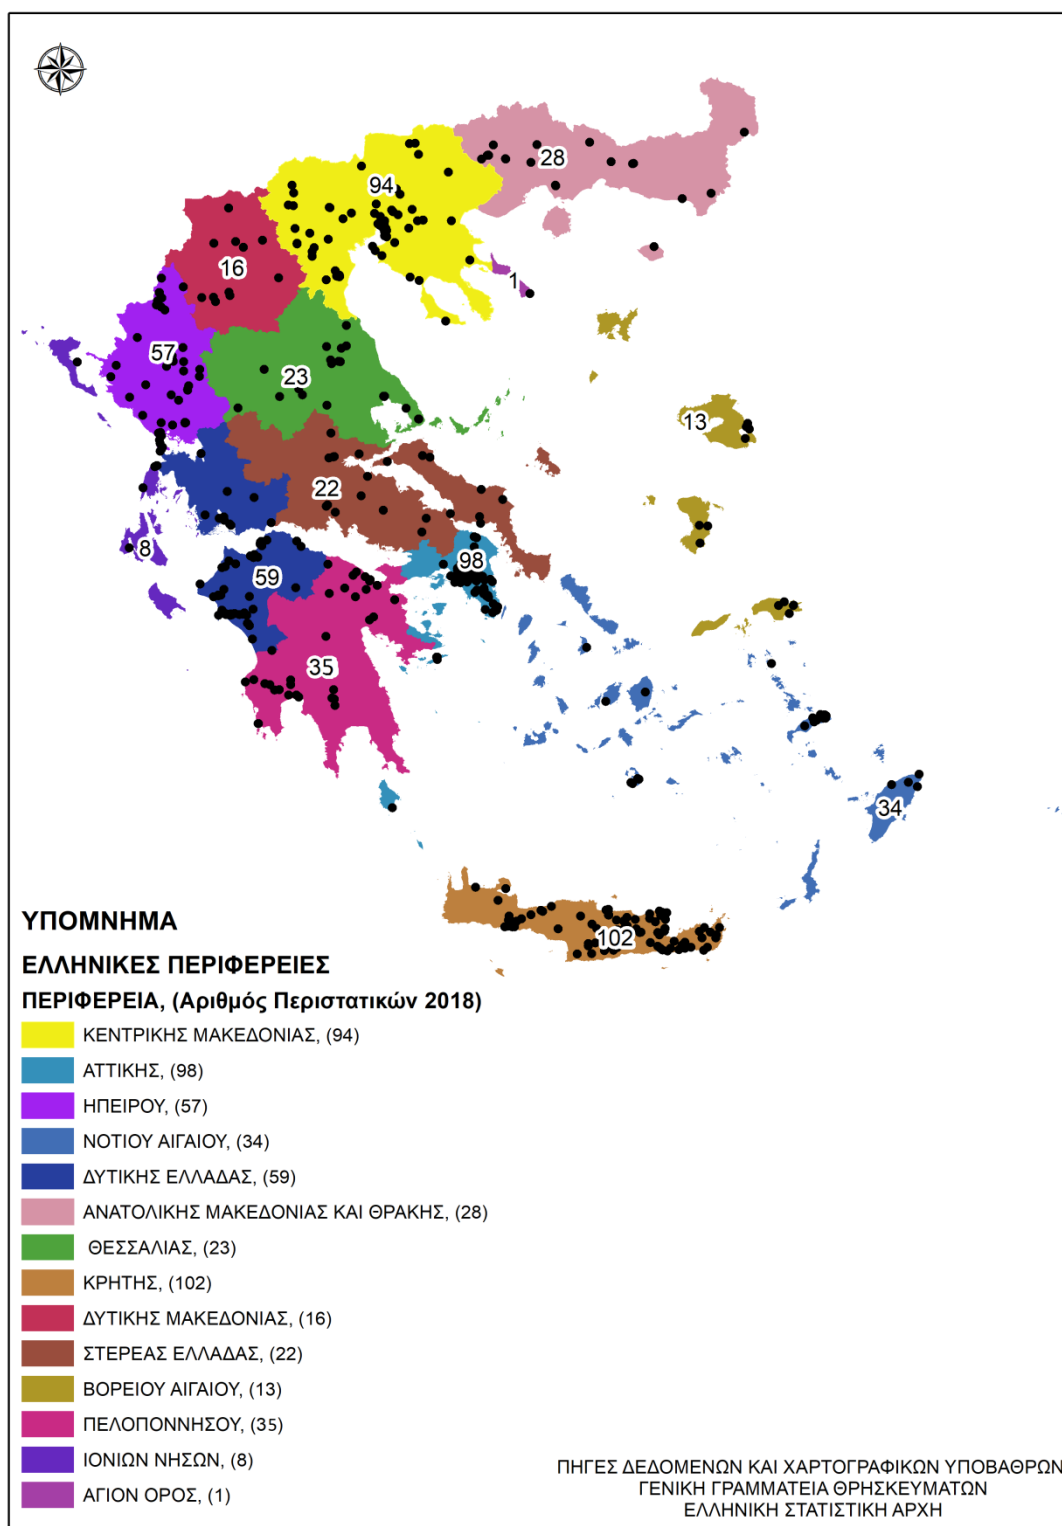 94
28
16
1
57
23
13
22
8
98
59
35
34
102
ΥΠΟΜΝΗΜΑ
ΕΛΛΗΝΙΚΕΣ ΠΕΡΙΦΕΡΕΙΕΣ
ΠΕΡΙΦΕΡΕΙΑ, (Αριθμός Περιστατικών 2018)
ΚΕΝΤΡΙΚΗΣ ΜΑΚΕΔΟΝΙΑΣ, (94)
ΑΤΤΙΚΗΣ, (98)
ΗΠΕΙΡΟΥ, (57)
ΝΟΤΙΟΥ ΑΙΓΑΙΟΥ, (34)
ΔΥΤΙΚΗΣ ΕΛΛΑΔΑΣ, (59)
ΑΝΑΤΟΛΙΚΗΣ ΜΑΚΕΔΟΝΙΑΣ ΚΑΙ ΘΡΑΚΗΣ, (28)
ΘΕΣΣΑΛΙΑΣ, (23)
ΚΡΗΤΗΣ, (102)
ΔΥΤΙΚΗΣ ΜΑΚΕΔΟΝΙΑΣ, (16)
ΣΤΕΡΕΑΣ ΕΛΛΑΔΑΣ, (22)
ΒΟΡΕΙΟΥ ΑΙΓΑΙΟΥ, (13)
ΠΕΛΟΠΟΝΝΗΣΟΥ, (35)
ΙΟΝΙΩΝ ΝΗΣΩΝ, (8)
ΑΓΙΟΝ ΟΡΟΣ, (1)
ΠΗΓΕΣ ΔΕΔΟΜΕΝΩΝ ΚΑΙ ΧΑΡΤΟΓΡΑΦΙΚΩΝ ΥΠΟΒΑΘΡΩΝ
ΓΕΝΙΚΗ ΓΡΑΜΜΑΤΕΙΑ ΘΡΗΣΚΕΥΜΑΤΩΝ
ΕΛΛΗΝΙΚΗ ΣΤΑΤΙΣΤΙΚΗ ΑΡΧΗ